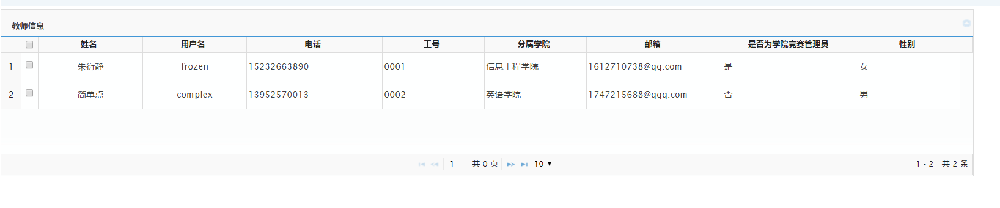 教师信息
姓名 用户名 电话 工号 分属学院 邮箱 是否为学院竞赛管理员 性别
1 朱衍静 frozen 15232663890 0001 信息工程学院 1612710738@qq.com 是 女
2 简单点 complex 13952570013 0002 英语学院 1747215688@qqq.com 否 男
1 共 0 页 10 1 - 2 共 2 条